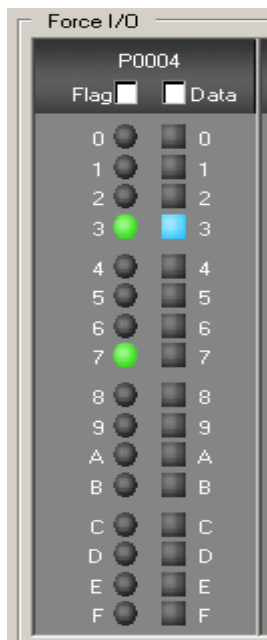 Force I/O
P0004
Flag Data
0 0
1 1
2 2
3 3
4 4
5 5
6 6
7 7
8 8
9 9
A A
B B
C C
D D
E E
F F